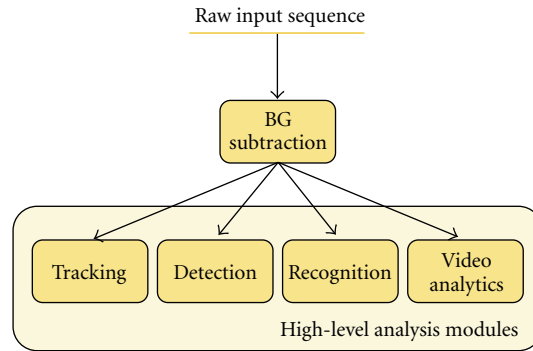 Raw input sequence
BG
subtraction
Tracking
Detection
Recognition
Video
analytics
High-level analysis modules